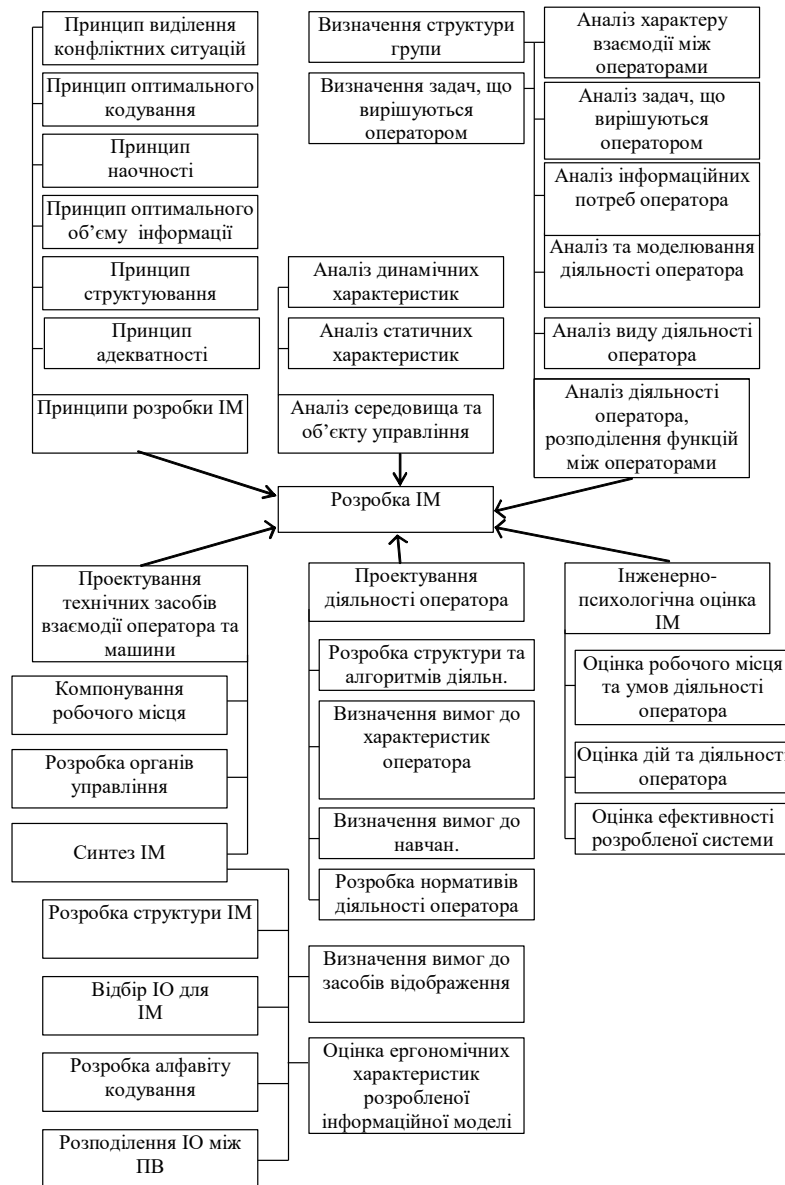 Принцип виділення
конфліктних ситуацій
Принцип оптимального
кодування
Принцип
наочності
Принцип оптимального
об’єму інформації
Принцип
структуювання
Принцип
адекватності
Принципи розробки ІМ
Визначення структури
групи
Визначення задач, що
вирішуються
оператором
Аналіз динамічних
характеристик
Аналіз статичних
характеристик
Аналіз середовища та
об’єкту управління
Аналіз характеру
взаємодії між
операторами
Аналіз задач, що
вирішуються
оператором
Аналіз інформаційних
потреб оператора
Аналіз та моделювання
діяльності оператора
Аналіз виду діяльності
оператора
Аналіз діяльності
оператора,
розподілення функцій
між операторами
Розробка ІМ
Проектування
технічних засобів
взаємодії оператора та
машини
Компонування
робочого місця
Розробка органів
управління
Синтез ІМ
Розробка структури ІМ
Відбір ІО для
ІМ
Розробка алфавіту
кодування
Розподілення ІО між
ПВ
Проектування
діяльності оператора
Розробка структури та
алгоритмів діяльн.
Визначення вимог до
характеристик
оператора
Визначення вимог до
навчан.
Розробка нормативів
діяльності оператора
Визначення вимог до
засобів відображення
Оцінка ергономічних
характеристик
розробленої
інформаційної моделі
Інженерно-
психологічна оцінка
ІМ
Оцінка робочого місця
та умов діяльності
оператора
Оцінка дій та діяльності
оператора
Оцінка ефективності
розробленої системи